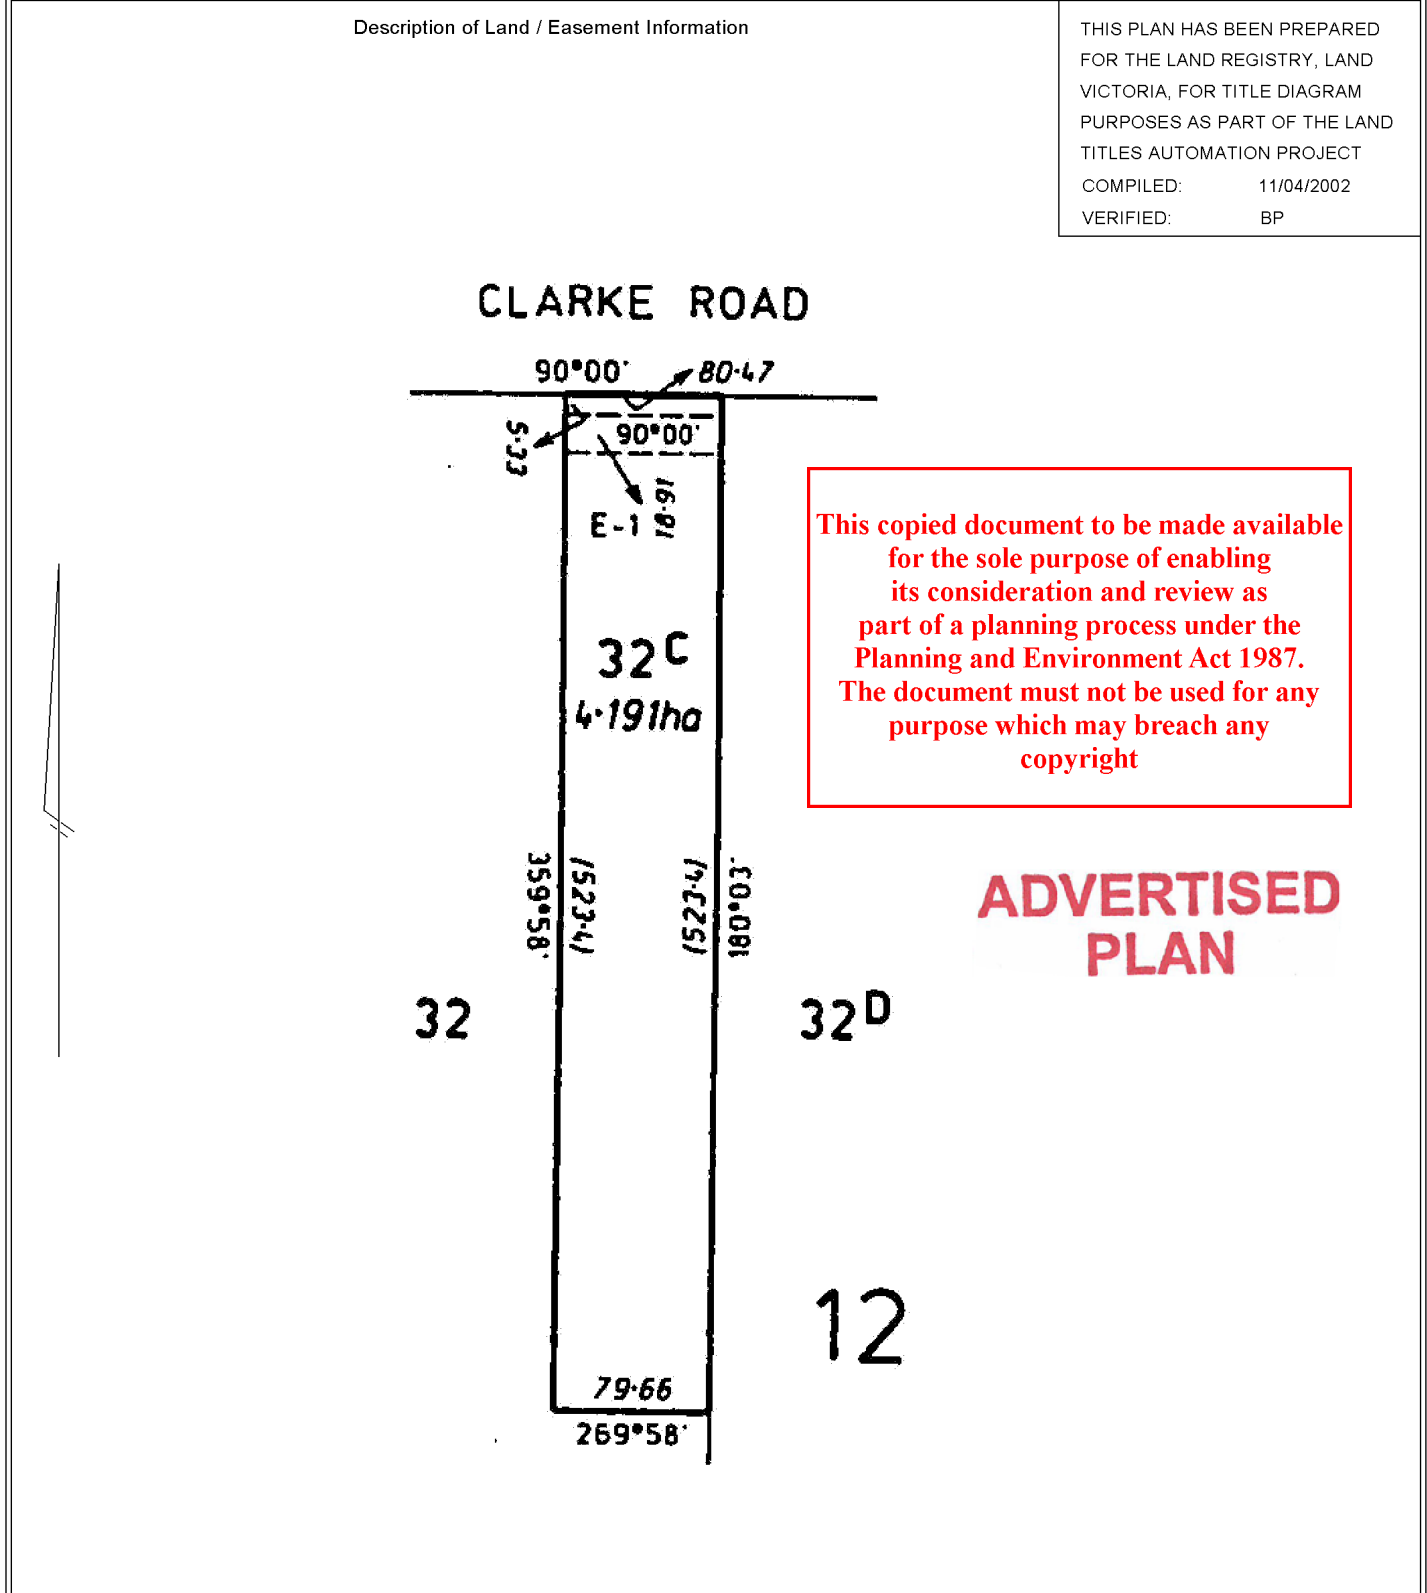 Description of Land / Easement Information
THIS PLAN HAS BEEN PREPARED
FOR THE LAND REGISTRY, LAND
VICTORIA, FOR TITLE DIAGRAM
PURPOSES AS PART OF THE LAND
TITLES AUTOMATION PROJECT
COMPILED: 11/04/2002
VERIFIED: BP
CLARKE ROAD
90°00'
80·47
5·33
90°00'
E-1
18·91
This copied document to be made available
for the sole purpose of enabling
its consideration and review as
part of a planning process under the
Planning and Environment Act 1987.
The document must not be used for any
purpose which may breach any
copyright
32C
4·191ha
359°58'
(523·4)
(523·4)
180°03'
ADVERTISED
PLAN
32
32D
12
79·66
269°58'